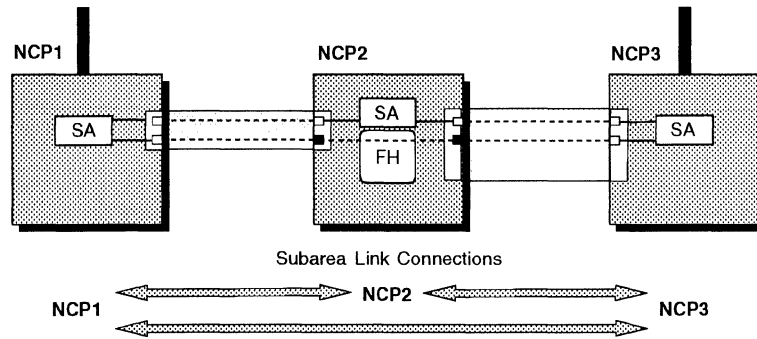 NCP1
NCP2
NCP3
SA
SA
SA
FH
Subarea Link Connections
NCP1
NCP2
NCP3